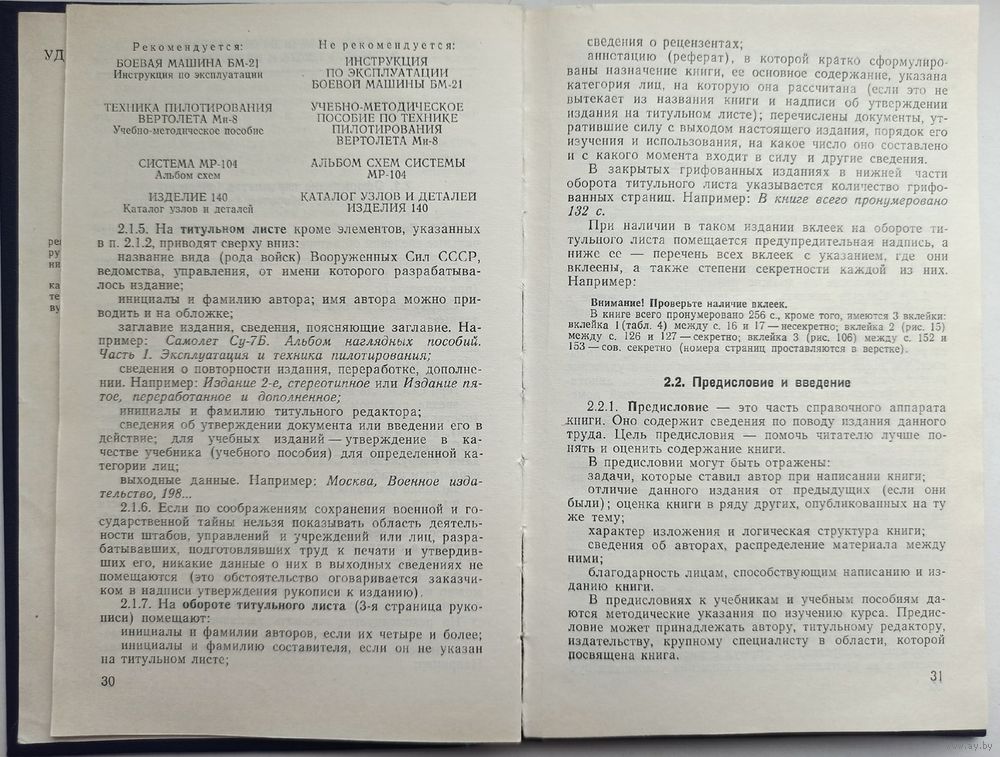 УД
Рекомендуется:
БОЕВАЯ МАШИНА БМ-21
Инструкция по эксплуатации
ТЕХНИКА ПИЛОТИРОВАНИЯ
ВЕРТОЛЕТА Ми-8
Учебно-методическое пособие
СИСТЕМА МР-104
Альбом схем
ИЗДЕЛИЕ 140
Каталог узлов и деталей
Не рекомендуется:
ИНСТРУКЦИЯ
ПО ЭКСПЛУАТАЦИИ
БОЕВОЙ МАШИНЫ БМ-21
УЧЕБНО-МЕТОДИЧЕСКОЕ
ПОСОБИЕ ПО ТЕХНИКЕ
ПИЛОТИРОВАНИЯ
ВЕРТОЛЕТА Ми-8
АЛЬБОМ СХЕМ СИСТЕМЫ
МР-104
КАТАЛОГ УЗЛОВ И ДЕТАЛЕЙ
ИЗДЕЛИЯ 140
2.1.5. На титульном листе кроме элементов, указанных
в п. 2.1.2, приводят сверху вниз:
название вида (рода войск) Вооруженных Сил СССР,
ведомства, управления, от имени которого разрабатыва-
лось издание;
инициалы и фамилию автора; имя автора можно при-
водить и на обложке;
заглавие издания, сведения, поясняющие заглавие. На-
пример: Самолет Су-7Б. Альбом наглядных пособий.
Часть 1. Эксплуатация и техника пилотирования;
сведения о повторности издания, переработке, дополне-
нии. Например: Издание 2-е, стереотипное или Издание пя-
тое, переработанное и дополненное;
инициалы и фамилию титульного редактора;
сведения об утверждении документа или введении его в
действие; для учебных изданий — утверждение в ка-
честве учебника (учебного пособия) для определенной ка-
тегории лиц;
выходные данные. Например: Москва, Военное изда-
тельство, 198...
2.1.6. Если по соображениям сохранения военной и го-
сударственной тайны нельзя показывать область деятель-
ности штабов, управлений и учреждений или лиц, разра-
батывавших, подготовлявших труд к печати и утвердив-
ших его, никакие данные о них в выходных сведениях не
помещаются (это обстоятельство оговаривается заказчи-
ком в надписи утверждения рукописи к изданию).
2.1.7. На обороте титульного листа (3-я страница руко-
писи) помещают:
инициалы и фамилии авторов, если их четыре и более;
инициалы и фамилию составителя, если он не указан
на титульном листе;
30
сведения о рецензентах;
аннотацию (реферат), в которой кратко сформулиро-
ваны назначение книги, ее основное содержание, указана
категория лиц, на которую она рассчитана (если это не
вытекает из названия книги и надписи об утверждении
издания на титульном листе); перечислены документы, ут-
ратившие силу с выходом настоящего издания, порядок его
изучения и использования, на какое число оно составлено
и с какого момента входит в силу и другие сведения.
В закрытых грифованных изданиях в нижней части
оборота титульного листа указывается количество грифо-
ванных страниц. Например: В книге всего пронумеровано
132 с.
При наличии в таком издании вклеек на обороте ти-
тульного листа помещается предупредительная надпись, а
ниже ее — перечень всех вклеек с указанием, где они
вклеены, а также степени секретности каждой из них.
Например:
Внимание! Проверьте наличие вклеек.
В книге всего пронумеровано 256 с., кроме того, имеются 3 вклейки:
вклейка 1 (табл. 4) между с. 16 и 17 — несекретно; вклейка 2 (рис. 15)
между с. 126 и 127 — секретно; вклейка 3 (рис. 106) между с. 152 и
153 — сов. секретно (номера страниц проставляются в верстке).
2.2. Предисловие и введение
2.2.1. Предисловие — это часть справочного аппарата
книги. Оно содержит сведения по поводу издания данного
труда. Цель предисловия — помочь читателю лучше по-
нять и оценить содержание книги.
В предисловии могут быть отражены:
задачи, которые ставил автор при написании книги;
отличие данного издания от предыдущих (если они
были); оценка книги в ряду других, опубликованных на ту
же тему;
характер изложения и логическая структура книги;
сведения об авторах, распределение материала между
ними;
благодарность лицам, способствующим написанию и из-
данию книги.
В предисловиях к учебникам и учебным пособиям да-
ются методические указания по изучению курса. Предис-
ловие может принадлежать автору, титульному редактору,
издательству, крупному специалисту в области, которой
посвящена книга.
31
www.ay.by